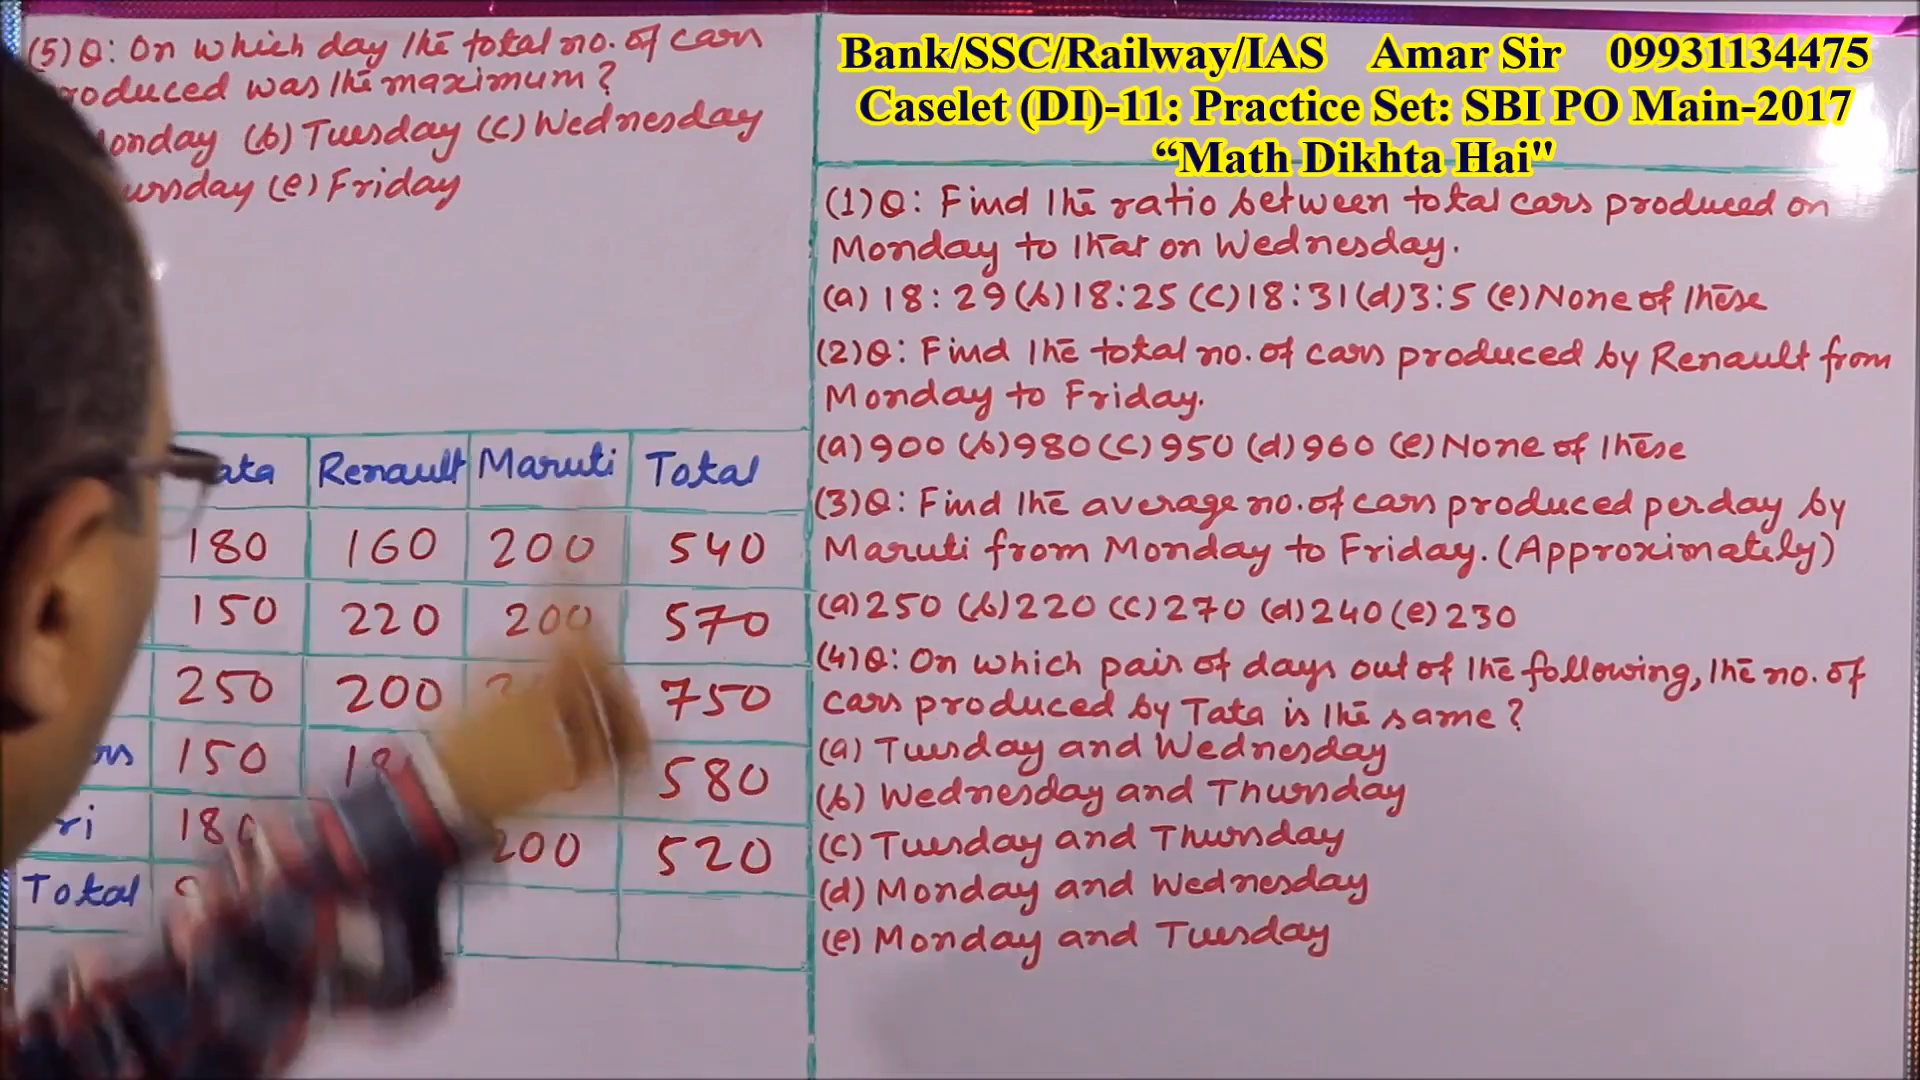 (5) Q: On which day the total no. of cars
produced was the maximum?
Monday (b) Tuesday (c) Wednesday
Thursday (e) Friday
Bank/SSC/Railway/IAS Amar Sir 09931134475
Caselet (DI)-11: Practice Set: SBI PO Main-2017
“Math Dikhta Hai"
(1) Q: Find the ratio between total cars produced on
Monday to that on Wednesday.
(a) 18:29 (b) 18:25 (c) 18:31 (d) 3:5 (e) None of these
(2) Q: Find the total no. of cars produced by Renault from
Monday to Friday.
(a) 900 (b) 980 (c) 950 (d) 960 (e) None of these
(3) Q: Find the average no. of cars produced per day by
Maruti from Monday to Friday. (Approximately)
(a) 250 (b) 220 (c) 270 (d) 240 (e) 230
(4) Q: On which pair of days out of the following, the no. of
cars produced by Tata is the same?
(a) Tuesday and Wednesday
(b) Wednesday and Thursday
(c) Tuesday and Thursday
(d) Monday and Wednesday
(e) Monday and Tuesday
Tata Renault Maruti Total
180 160 200 540
150 220 200 570
250 200 750
150 580
180 200 520
Total